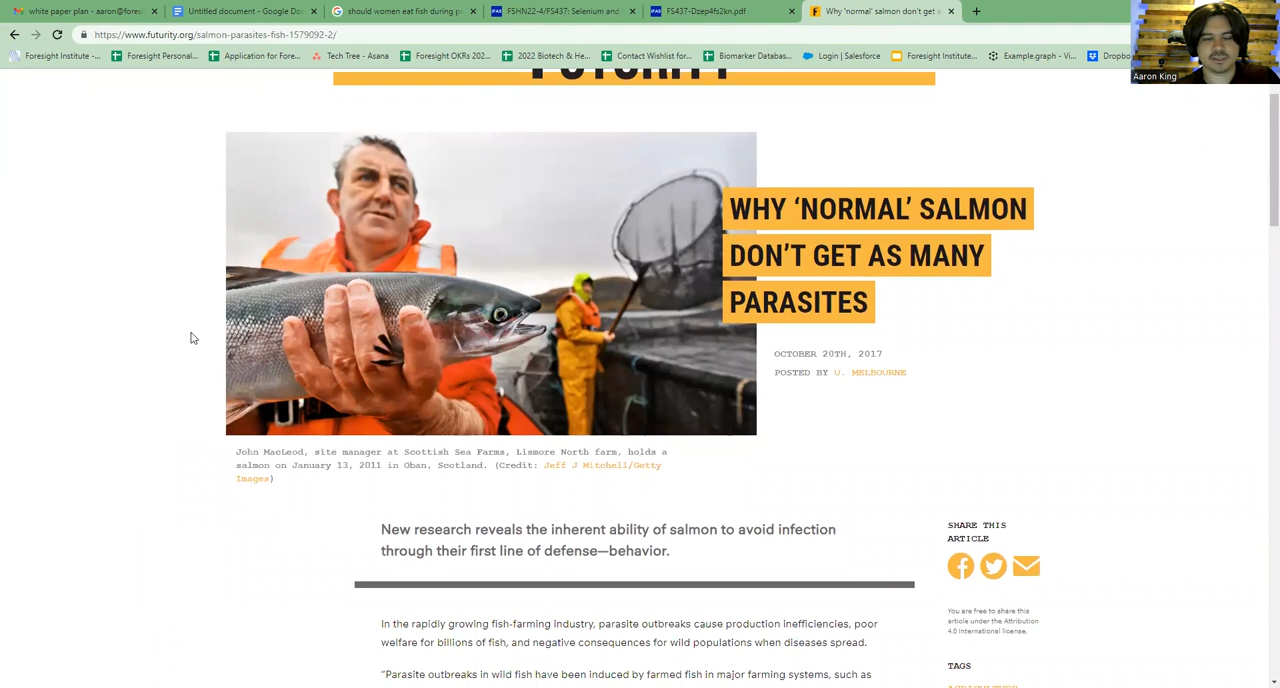 white paper plan - aaron@fores
Untitled document - Google Doc
should women eat fish during p
FSHN22-4/FS437: Selenium and
FS437-Dzep4fs2kn.pdf
Why 'normal' salmon don't get a
https://www.futurity.org/salmon-parasites-fish-1579092-2/
Foresight Institute -...
Foresight Personal...
Application for Fore...
Tech Tree - Asana
Foresight OKRs 202...
2022 Biotech & He...
Contact Wishlist for...
Biomarker Databas...
Login | Salesforce
Foresight Institute...
Example.graph - Vi...
Dropbo
Aaron King
FUTURITY
WHY ‘NORMAL’ SALMON
DON’T GET AS MANY
PARASITES
OCTOBER 20TH, 2017
POSTED BY U. MELBOURNE
John MacLeod, site manager at Scottish Sea Farms, Lismore North farm, holds a
salmon on January 13, 2011 in Oban, Scotland. (Credit: Jeff J Mitchell/Getty
Images)
New research reveals the inherent ability of salmon to avoid infection
through their first line of defense—behavior.
SHARE THIS
ARTICLE
You are free to share this
article under the Attribution
4.0 International license.
In the rapidly growing fish-farming industry, parasite outbreaks cause production inefficiencies, poor
welfare for billions of fish, and negative consequences for wild populations when diseases spread.
TAGS
“Parasite outbreaks in wild fish have been induced by farmed fish in major farming systems, such as
AGRICULTURE